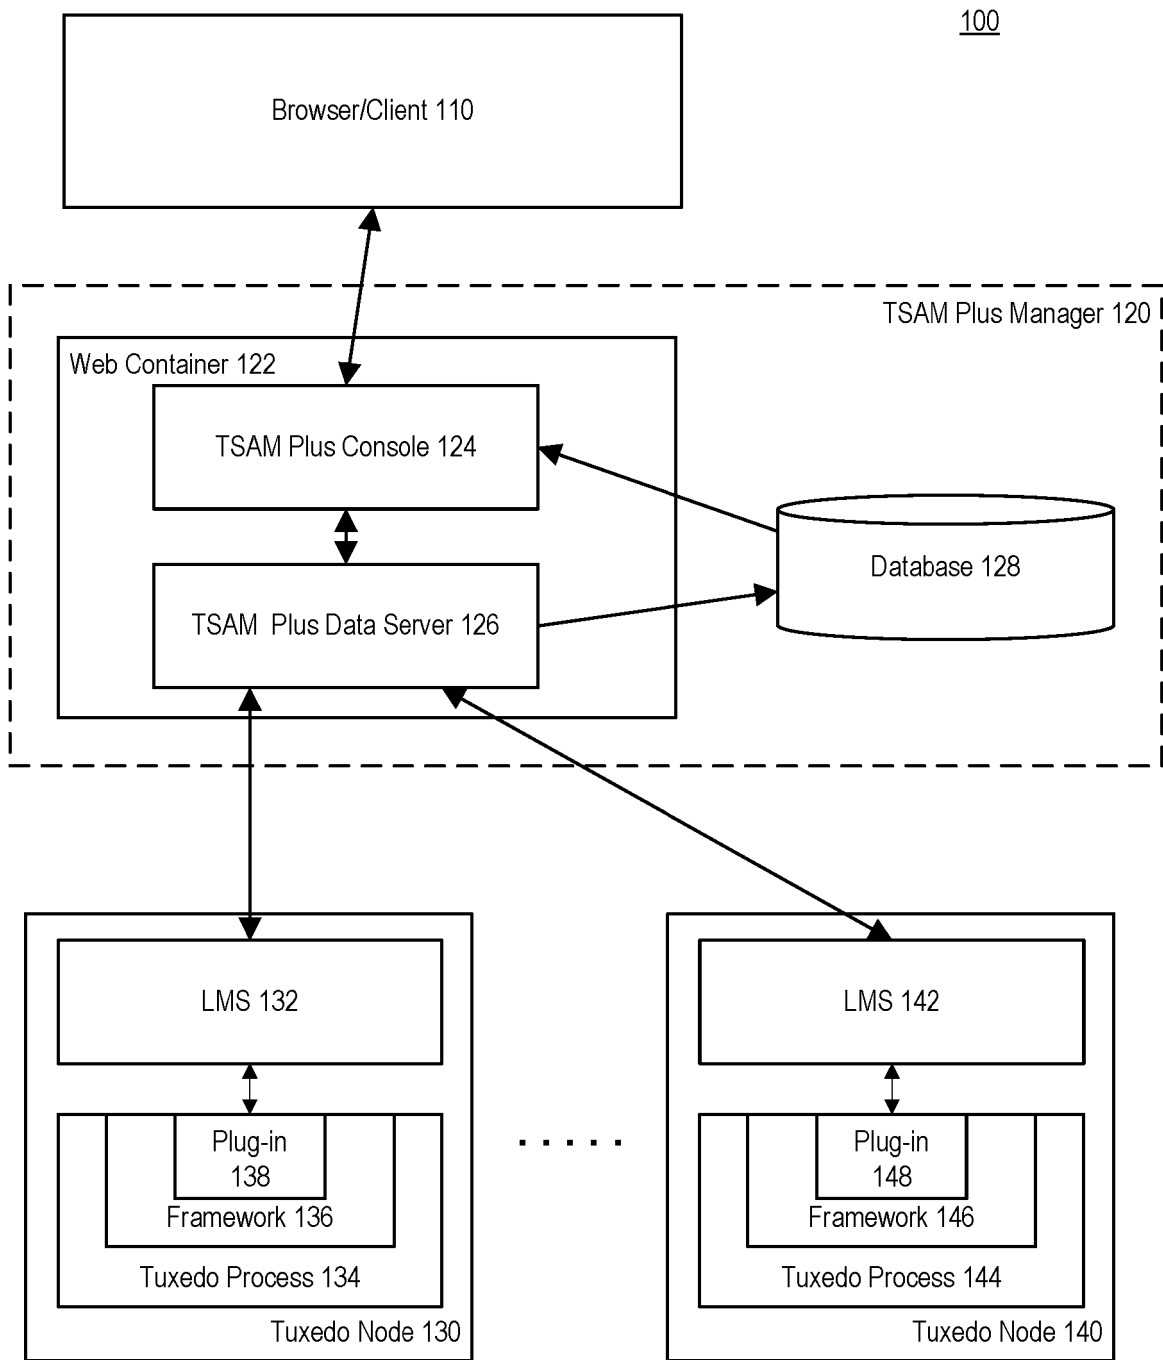 100
Browser/Client 110
TSAM Plus Manager 120
Web Container 122
TSAM Plus Console 124
Database 128
TSAM Plus Data Server 126
LMS 132
LMS 142
Plug-in
138
Framework 136
Tuxedo Process 134
Tuxedo Node 130
. . . . .
Plug-in
148
Framework 146
Tuxedo Process 144
Tuxedo Node 140